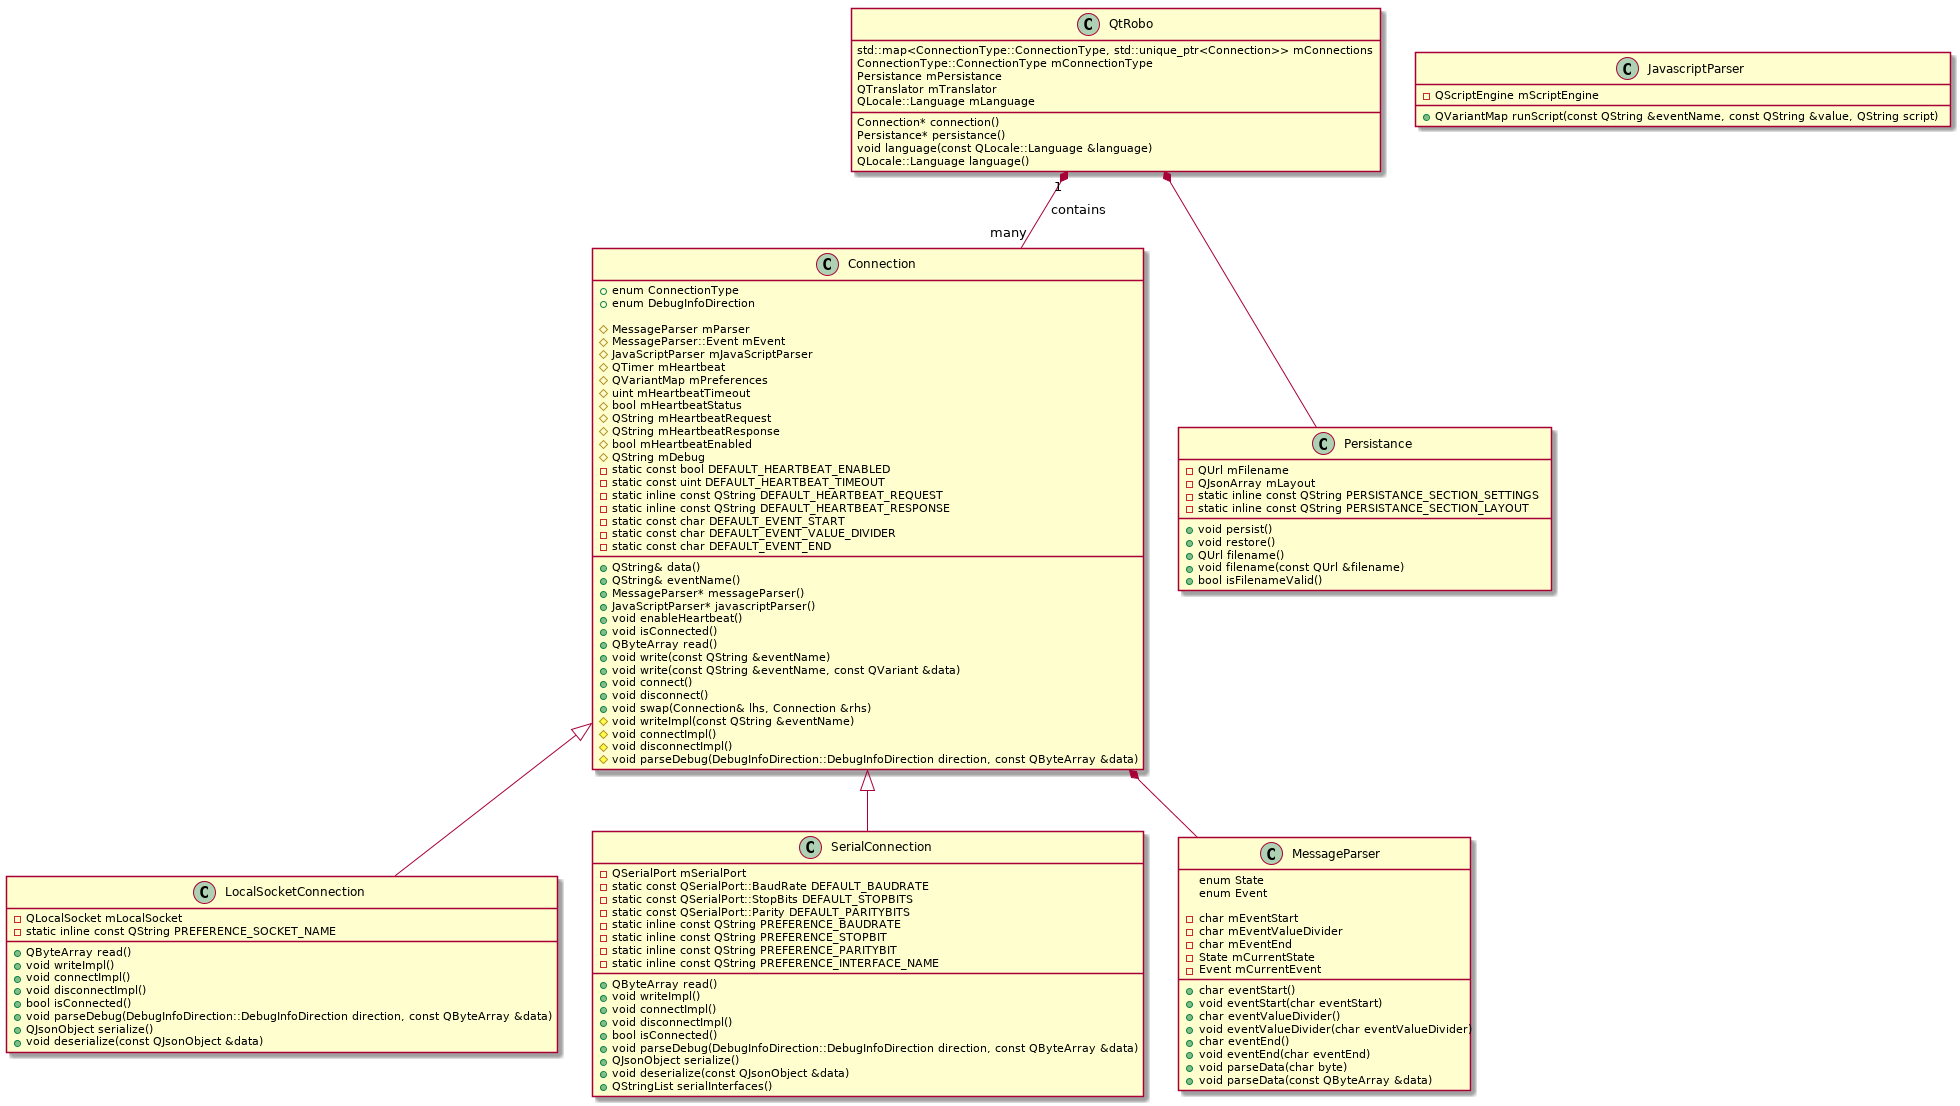 C QtRobo
std::map<ConnectionType::ConnectionType, std::unique_ptr<Connection>> mConnections
ConnectionType::ConnectionType mConnectionType
Persistance mPersistance
QTranslator mTranslator
QLocale::Language mLanguage
Connection* connection()
Persistance* persistance()
void language(const QLocale::Language &language)
QLocale::Language language()
C JavascriptParser
QScriptEngine mScriptEngine
QVariantMap runScript(const QString &eventName, const QString &value, QString script)
1
contains
many
C Connection
enum ConnectionType
enum DebugInfoDirection
MessageParser mParser
MessageParser::Event mEvent
JavaScriptParser mJavaScriptParser
QTimer mHeartbeat
QVariantMap mPreferences
uint mHeartbeatTimeout
bool mHeartbeatStatus
QString mHeartbeatRequest
QString mHeartbeatResponse
bool mHeartbeatEnabled
QString mDebug
static const bool DEFAULT_HEARTBEAT_ENABLED
static const uint DEFAULT_HEARTBEAT_TIMEOUT
static inline const QString DEFAULT_HEARTBEAT_REQUEST
static inline const QString DEFAULT_HEARTBEAT_RESPONSE
static const char DEFAULT_EVENT_START
static const char DEFAULT_EVENT_VALUE_DIVIDER
static const char DEFAULT_EVENT_END
QString& data()
QString& eventName()
MessageParser* messageParser()
JavaScriptParser* javascriptParser()
void enableHeartbeat()
void isConnected()
QByteArray read()
void write(const QString &eventName)
void write(const QString &eventName, const QVariant &data)
void connect()
void disconnect()
void swap(Connection& lhs, Connection &rhs)
void writeImpl(const QString &eventName)
void connectImpl()
void disconnectImpl()
void parseDebug(DebugInfoDirection::DebugInfoDirection direction, const QByteArray &data)
C Persistance
QUrl mFilename
QJsonArray mLayout
static inline const QString PERSISTANCE_SECTION_SETTINGS
static inline const QString PERSISTANCE_SECTION_LAYOUT
void persist()
void restore()
QUrl filename()
void filename(const QUrl &filename)
bool isFilenameValid()
C LocalSocketConnection
QLocalSocket mLocalSocket
static inline const QString PREFERENCE_SOCKET_NAME
QByteArray read()
void writeImpl()
void connectImpl()
void disconnectImpl()
bool isConnected()
void parseDebug(DebugInfoDirection::DebugInfoDirection direction, const QByteArray &data)
QJsonObject serialize()
void deserialize(const QJsonObject &data)
C SerialConnection
QSerialPort mSerialPort
static const QSerialPort::BaudRate DEFAULT_BAUDRATE
static const QSerialPort::StopBits DEFAULT_STOPBITS
static const QSerialPort::Parity DEFAULT_PARITYBITS
static inline const QString PREFERENCE_BAUDRATE
static inline const QString PREFERENCE_STOPBIT
static inline const QString PREFERENCE_PARITYBIT
static inline const QString PREFERENCE_INTERFACE_NAME
QByteArray read()
void writeImpl()
void connectImpl()
void disconnectImpl()
bool isConnected()
void parseDebug(DebugInfoDirection::DebugInfoDirection direction, const QByteArray &data)
QJsonObject serialize()
void deserialize(const QJsonObject &data)
QStringList serialInterfaces()
C MessageParser
enum State
enum Event
char mEventStart
char mEventValueDivider
char mEventEnd
State mCurrentState
Event mCurrentEvent
char eventStart()
void eventStart(char eventStart)
char eventValueDivider()
void eventValueDivider(char eventValueDivider)
char eventEnd()
void eventEnd(char eventEnd)
void parseData(char byte)
void parseData(const QByteArray &data)